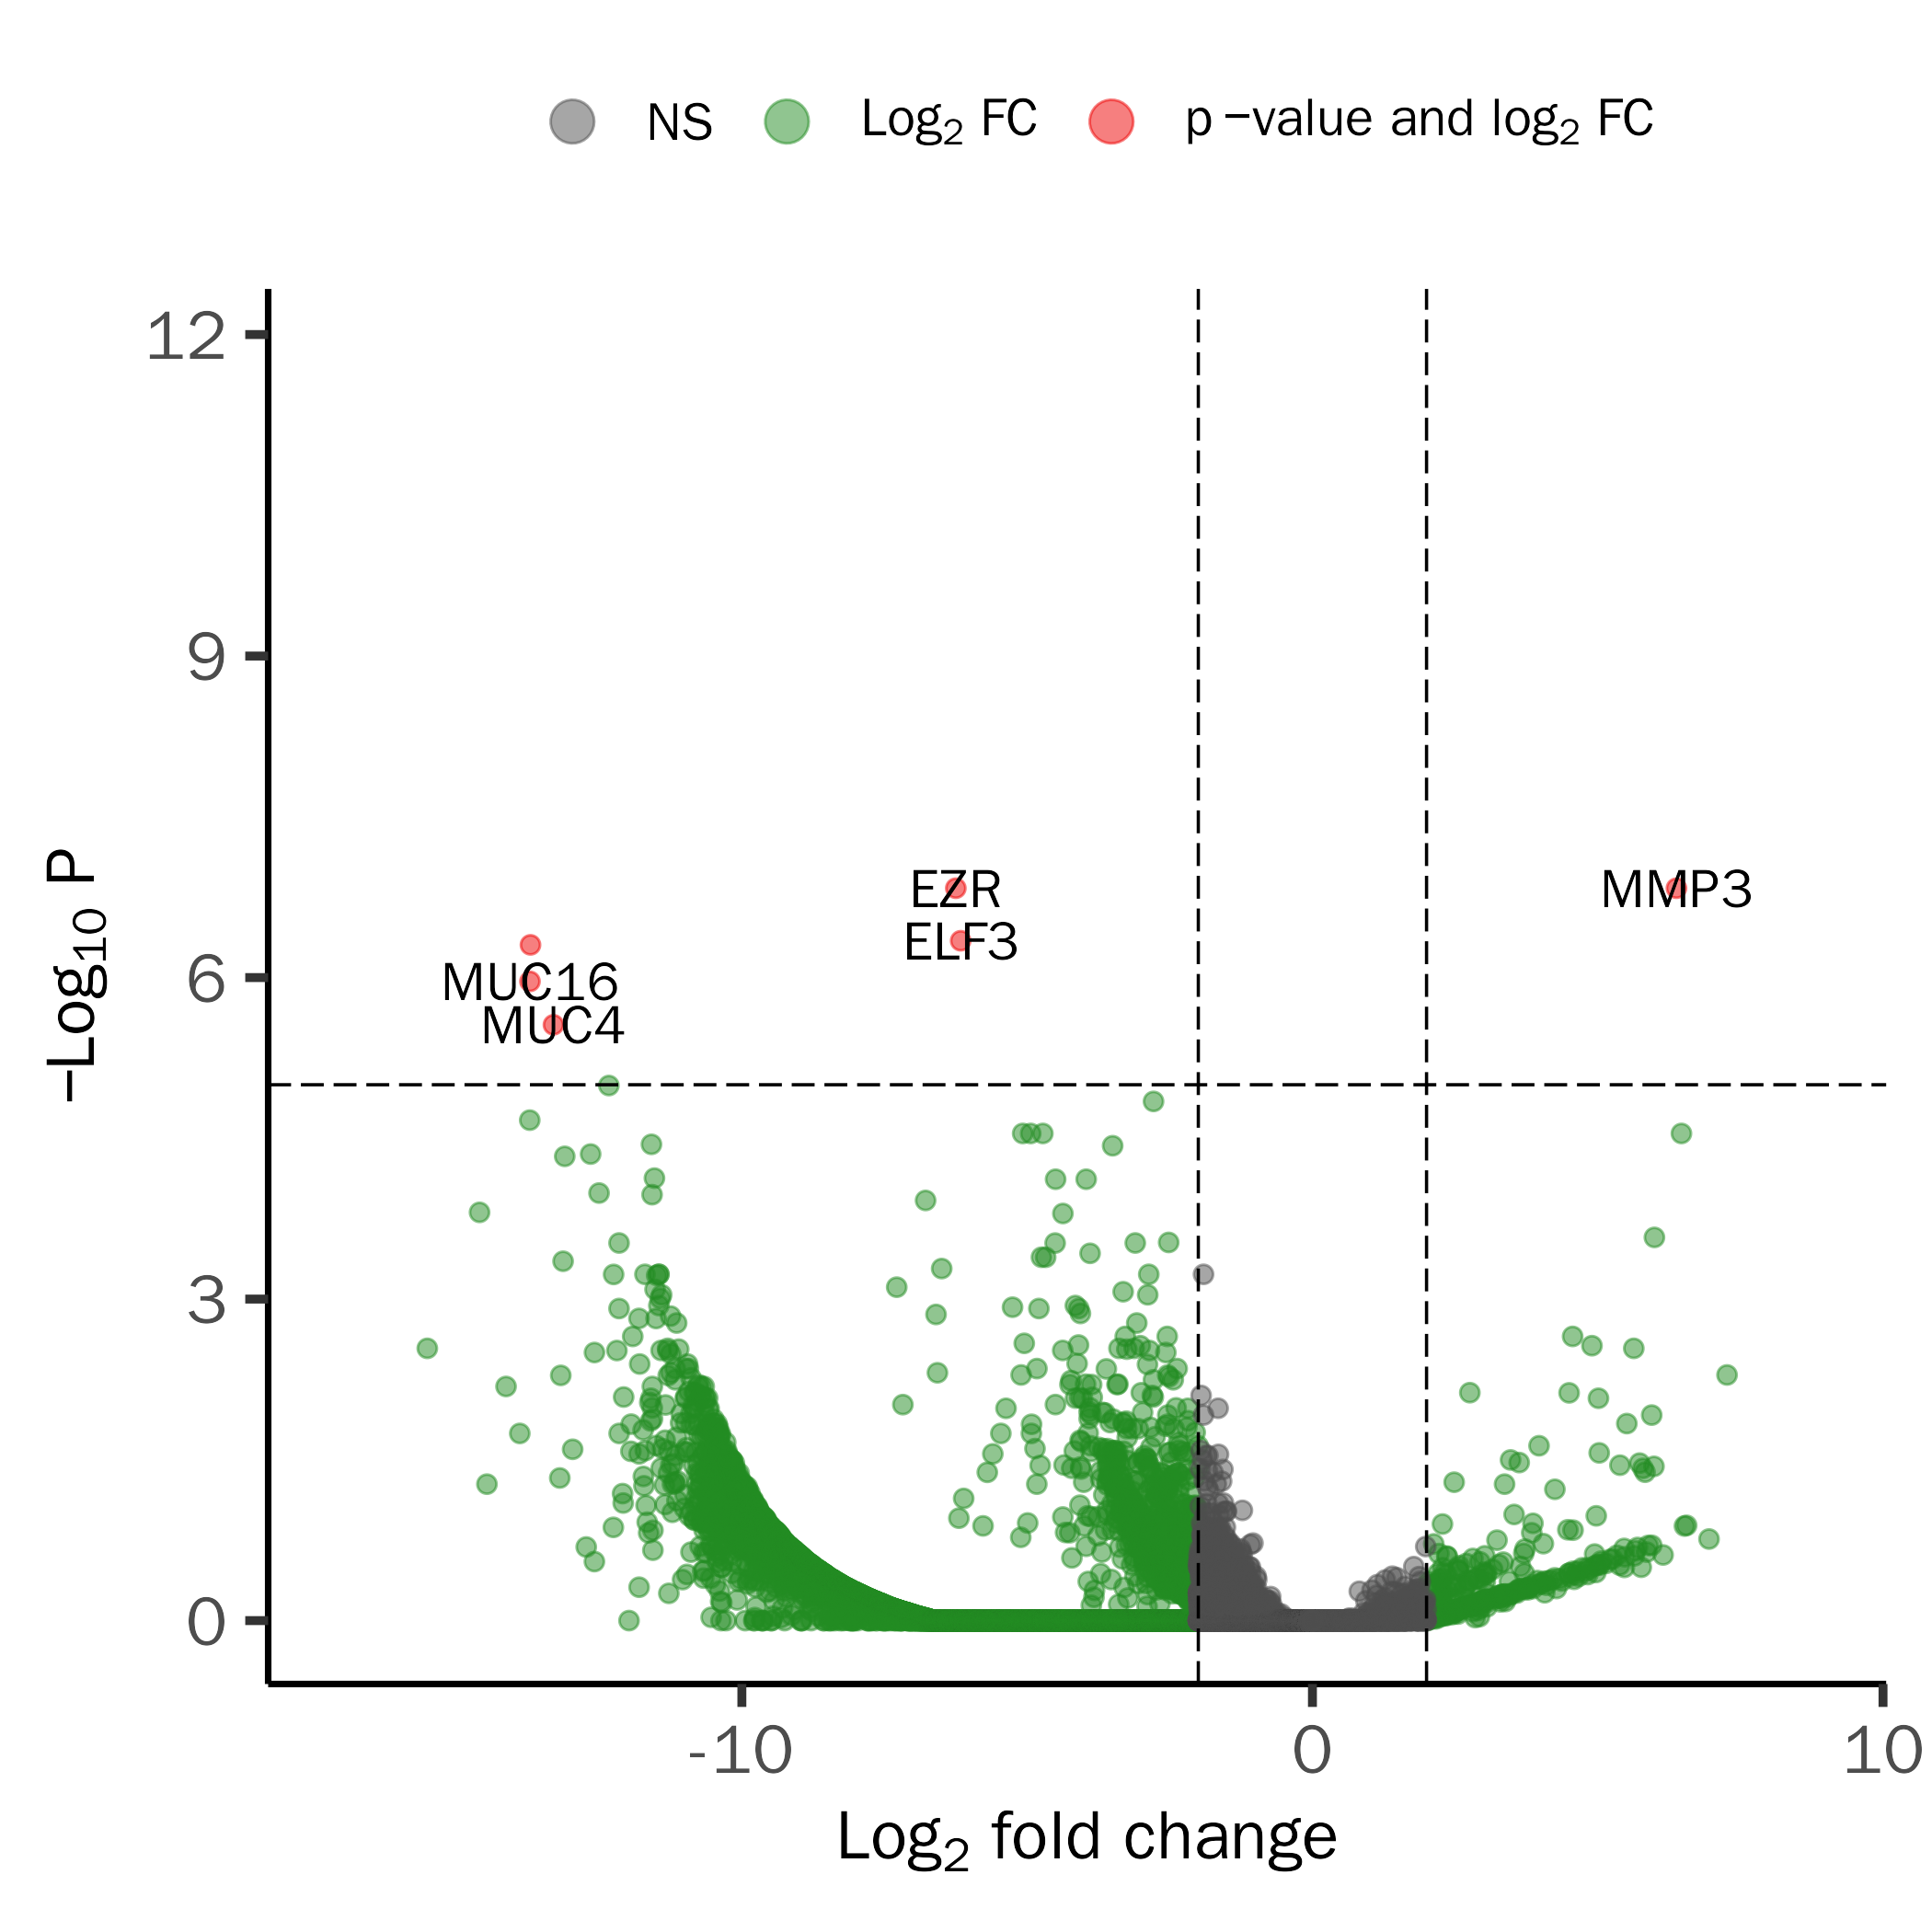 NS Log₂ FC p −value and log₂ FC
12
9
6
3
0
−Log₁₀ P
EZR
MMP3
ELF3
MUC16
MUC4
-10 0 10
Log₂ fold change